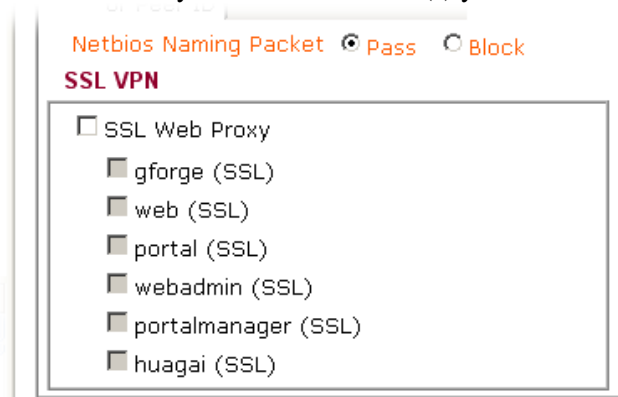 Netbios Naming Packet Pass Block
SSL VPN
SSL Web Proxy
gforge (SSL)
web (SSL)
portal (SSL)
webadmin (SSL)
portalmanager (SSL)
huagai (SSL)